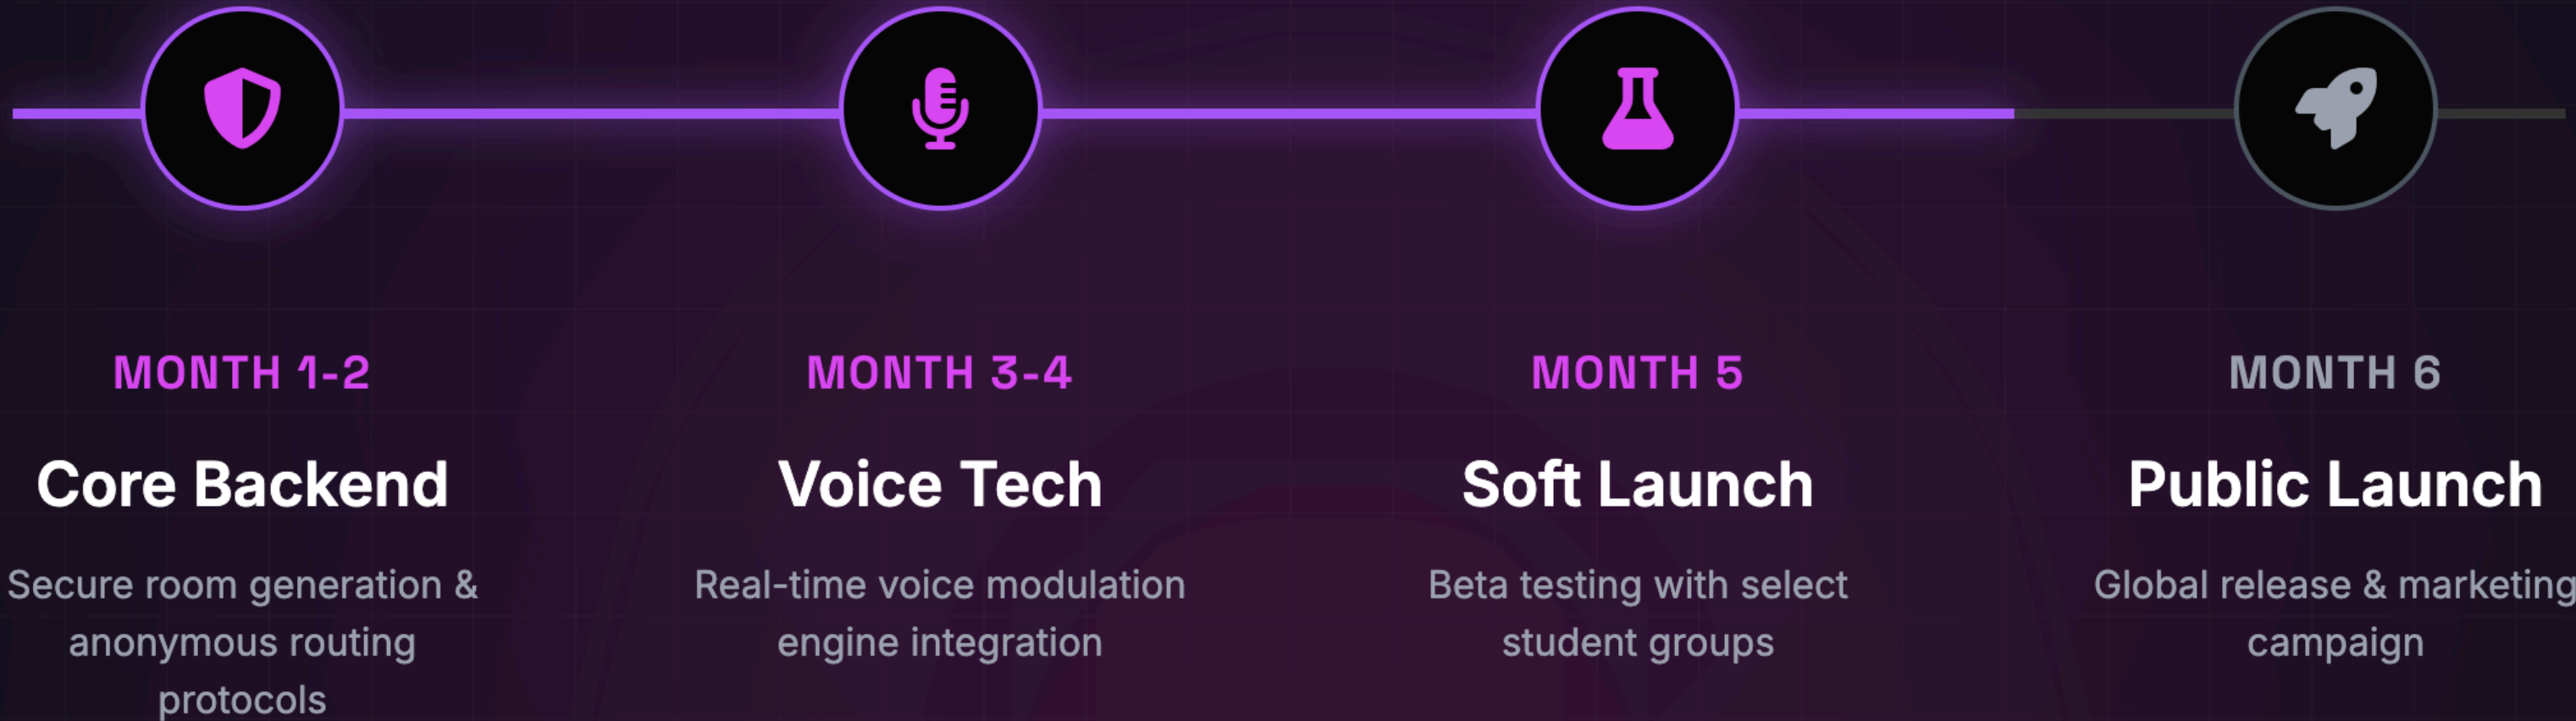 MONTH 1-2
Core Backend
Secure room generation &
anonymous routing
protocols
MONTH 3-4
Voice Tech
Real-time voice modulation
engine integration
MONTH 5
Soft Launch
Beta testing with select
student groups
MONTH 6
Public Launch
Global release & marketing
campaign